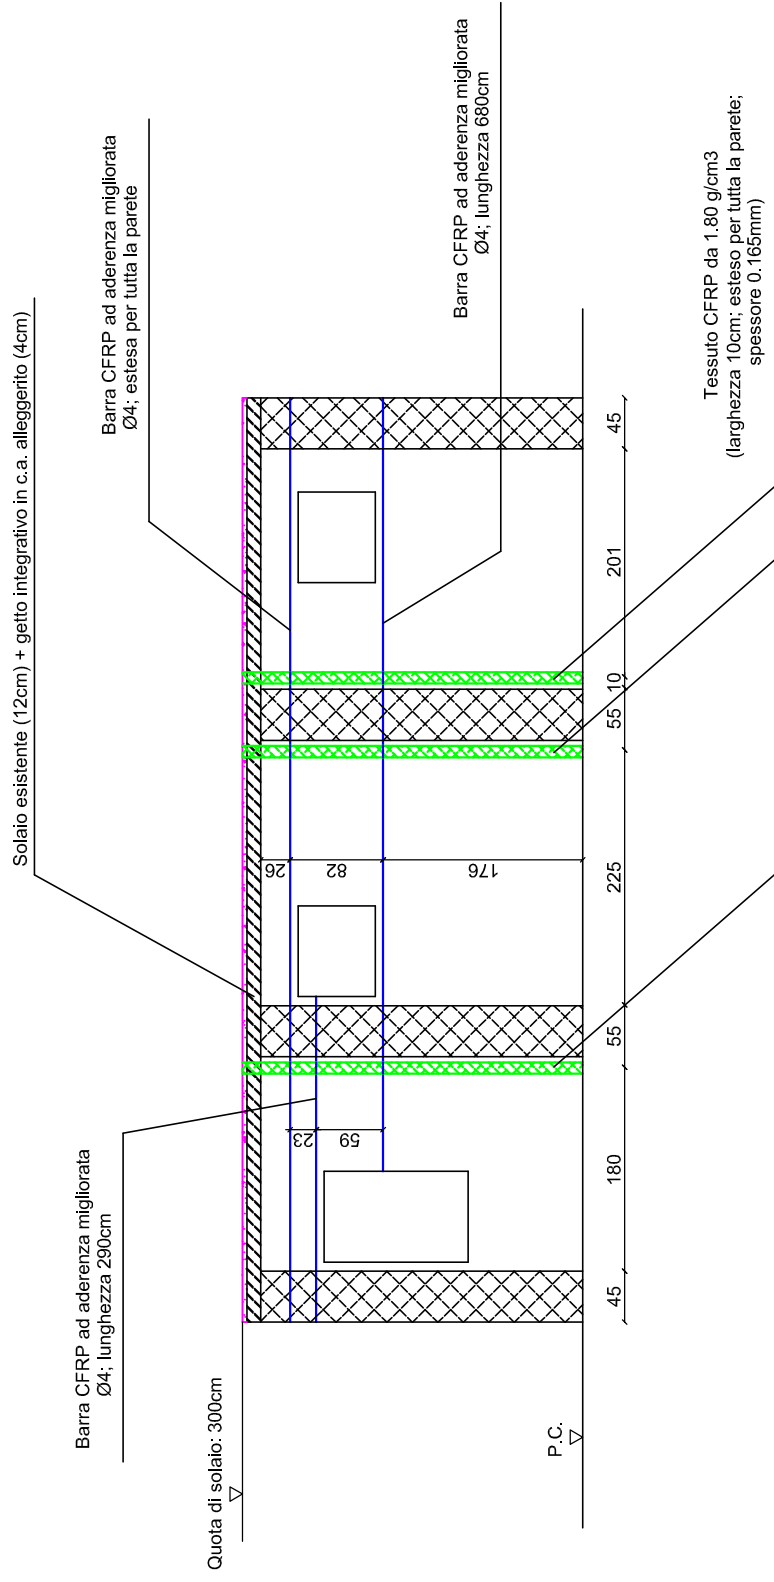 Solaio esistente (12cm) + getto integrativo in c.a. alleggerito (4cm)
Barra CFRP ad aderenza migliorata
Ø4; lunghezza 290cm
Barra CFRP ad aderenza migliorata
Ø4; estesa per tutta la parete
Barra CFRP ad aderenza migliorata
Ø4; lunghezza 680cm
Quota di solaio: 300cm
26
23
82
59
176
P.C.
45
180
55
225
55
10
201
45
Tessuto CFRP da 1.80 g/cm3
(larghezza 10cm; esteso per tutta la parete;
spessore 0.165mm)